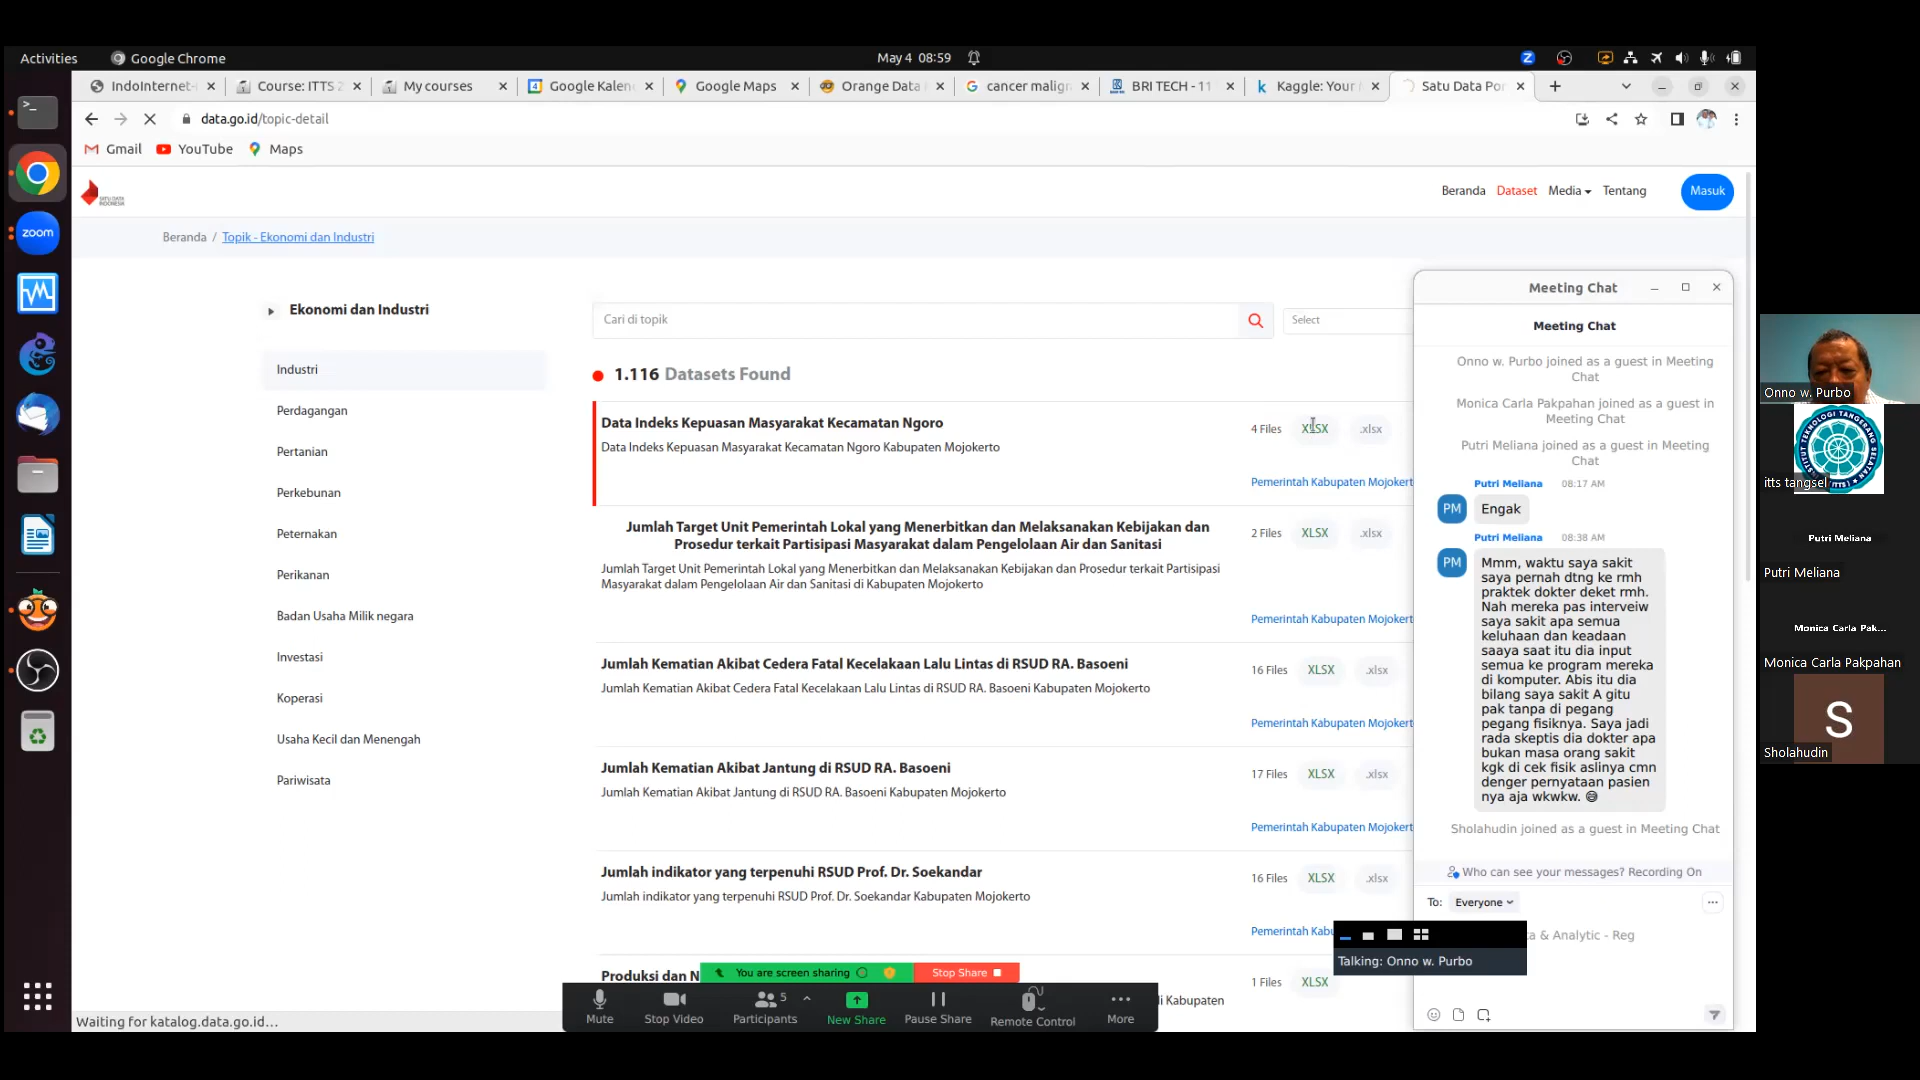 Activities
Google Chrome
May 4 08:59
IndoInternet-
Course: ITTS 2
My courses
Google Kalen
Google Maps
Orange Data
cancer malign
BRI TECH - 11
Kaggle: Your
Satu Data Por
data.go.id/topic-detail
Gmail
YouTube
Maps
SATU DATA
INDONESIA
Beranda
Dataset
Media
Tentang
Masuk
Beranda / Topik - Ekonomi dan Industri
Ekonomi dan Industri
Industri
Perdagangan
Pertanian
Perkebunan
Peternakan
Perikanan
Badan Usaha Milik negara
Investasi
Koperasi
Usaha Kecil dan Menengah
Pariwisata
Cari di topik
Select
1.116 Datasets Found
Data Indeks Kepuasan Masyarakat Kecamatan Ngoro
Data Indeks Kepuasan Masyarakat Kecamatan Ngoro Kabupaten Mojokerto
4 Files XLSX .xlsx
Pemerintah Kabupaten Mojokert
Jumlah Target Unit Pemerintah Lokal yang Menerbitkan dan Melaksanakan Kebijakan dan
Prosedur terkait Partisipasi Masyarakat dalam Pengelolaan Air dan Sanitasi
Jumlah Target Unit Pemerintah Lokal yang Menerbitkan dan Melaksanakan Kebijakan dan Prosedur terkait Partisipasi
Masyarakat dalam Pengelolaan Air dan Sanitasi di Kabupaten Mojokerto
2 Files XLSX .xlsx
Pemerintah Kabupaten Mojokert
Jumlah Kematian Akibat Cedera Fatal Kecelakaan Lalu Lintas di RSUD RA. Basoeni
Jumlah Kematian Akibat Cedera Fatal Kecelakaan Lalu Lintas di RSUD RA. Basoeni Kabupaten Mojokerto
16 Files XLSX .xlsx
Pemerintah Kabupaten Mojokert
Jumlah Kematian Akibat Jantung di RSUD RA. Basoeni
Jumlah Kematian Akibat Jantung di RSUD RA. Basoeni Kabupaten Mojokerto
17 Files XLSX .xlsx
Pemerintah Kabupaten Mojokert
Jumlah indikator yang terpenuhi RSUD Prof. Dr. Soekandar
Jumlah indikator yang terpenuhi RSUD Prof. Dr. Soekandar Kabupaten Mojokerto
16 Files XLSX .xlsx
Pemerintah Kabu
Produksi dan N
1 Files XLSX
i Kabupaten
Waiting for katalog.data.go.id...
You are screen sharing
Stop Share
Mute
Stop Video
Participants
5
New Share
Pause Share
Remote Control
More
Meeting Chat
Meeting Chat
Onno w. Purbo joined as a guest in Meeting
Chat
Monica Carla Pakpahan joined as a guest in
Meeting Chat
Putri Meliana joined as a guest in Meeting
Chat
Putri Meliana 08:17 AM
PM
Engak
Putri Meliana 08:38 AM
PM
Mmm, waktu saya sakit
saya pernah dtng ke rmh
praktek dokter deket rmh.
Nah mereka pas interveiw
saya sakit apa semua
keluhaan dan keadaan
saaya saat itu dia input
semua ke program mereka
di komputer. Abis itu dia
bilang saya sakit A gitu
pak tanpa di pegang
pegang fisiknya. Saya jadi
rada skeptis dia dokter apa
bukan masa orang sakit
kgk di cek fisik aslinya cmn
denger pernyataan pasien
nya aja wkwkw. 😅
Sholahudin joined as a guest in Meeting Chat
Who can see your messages? Recording On
To: Everyone
ta & Analytic - Reg
Talking: Onno w. Purbo
zoom
Onno w. Purbo
INSTITUT TEKNOLOGI TANGERANG SELATAN
itts tangsel
Putri Meliana
Putri Meliana
Monica Carla Pak...
Monica Carla Pakpahan
S
Sholahudin